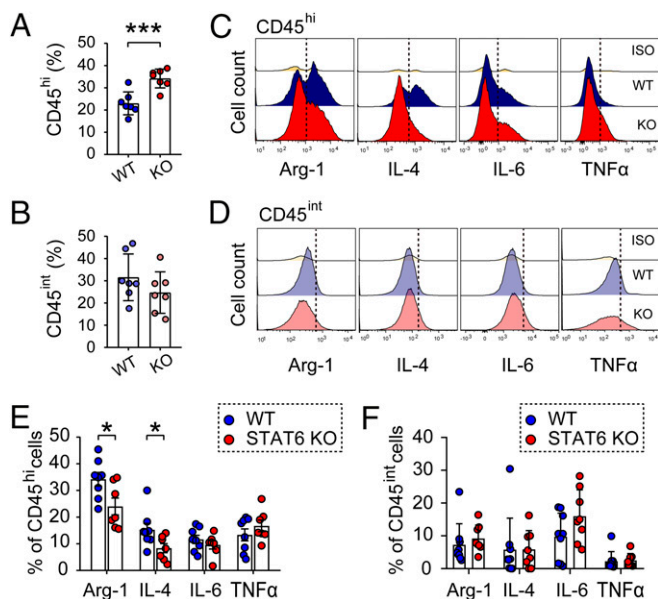 A
***
CD45hi (%)
50
40
30
20
10
0
WT
KO
B
CD45int (%)
50
40
30
20
10
0
WT
KO
C
CD45hi
Cell count
ISO
WT
KO
Arg-1
IL-4
IL-6
TNFα
D
CD45int
Cell count
ISO
WT
KO
Arg-1
IL-4
IL-6
TNFα
E
WT
STAT6 KO
% of CD45hi cells
50
40
30
20
10
0
*
*
Arg-1
IL-4
IL-6
TNFα
F
WT
STAT6 KO
% of CD45int cells
40
30
20
10
0
Arg-1
IL-4
IL-6
TNFα